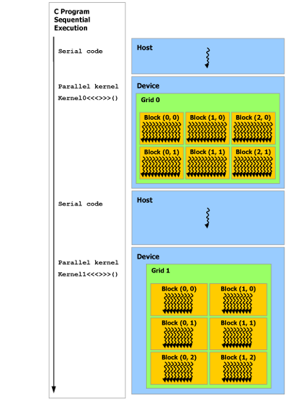 C Program
Sequential
Execution
Serial code
Host
Parallel kernel
Kernel0<<<>>>()
Device
Grid 0
Block (0, 0) Block (1, 0) Block (2, 0)
Block (0, 1) Block (1, 1) Block (2, 1)
Serial code
Host
Parallel kernel
Kernel1<<<>>>()
Device
Grid 1
Block (0, 0) Block (1, 0)
Block (0, 1) Block (1, 1)
Block (0, 2) Block (1, 2)